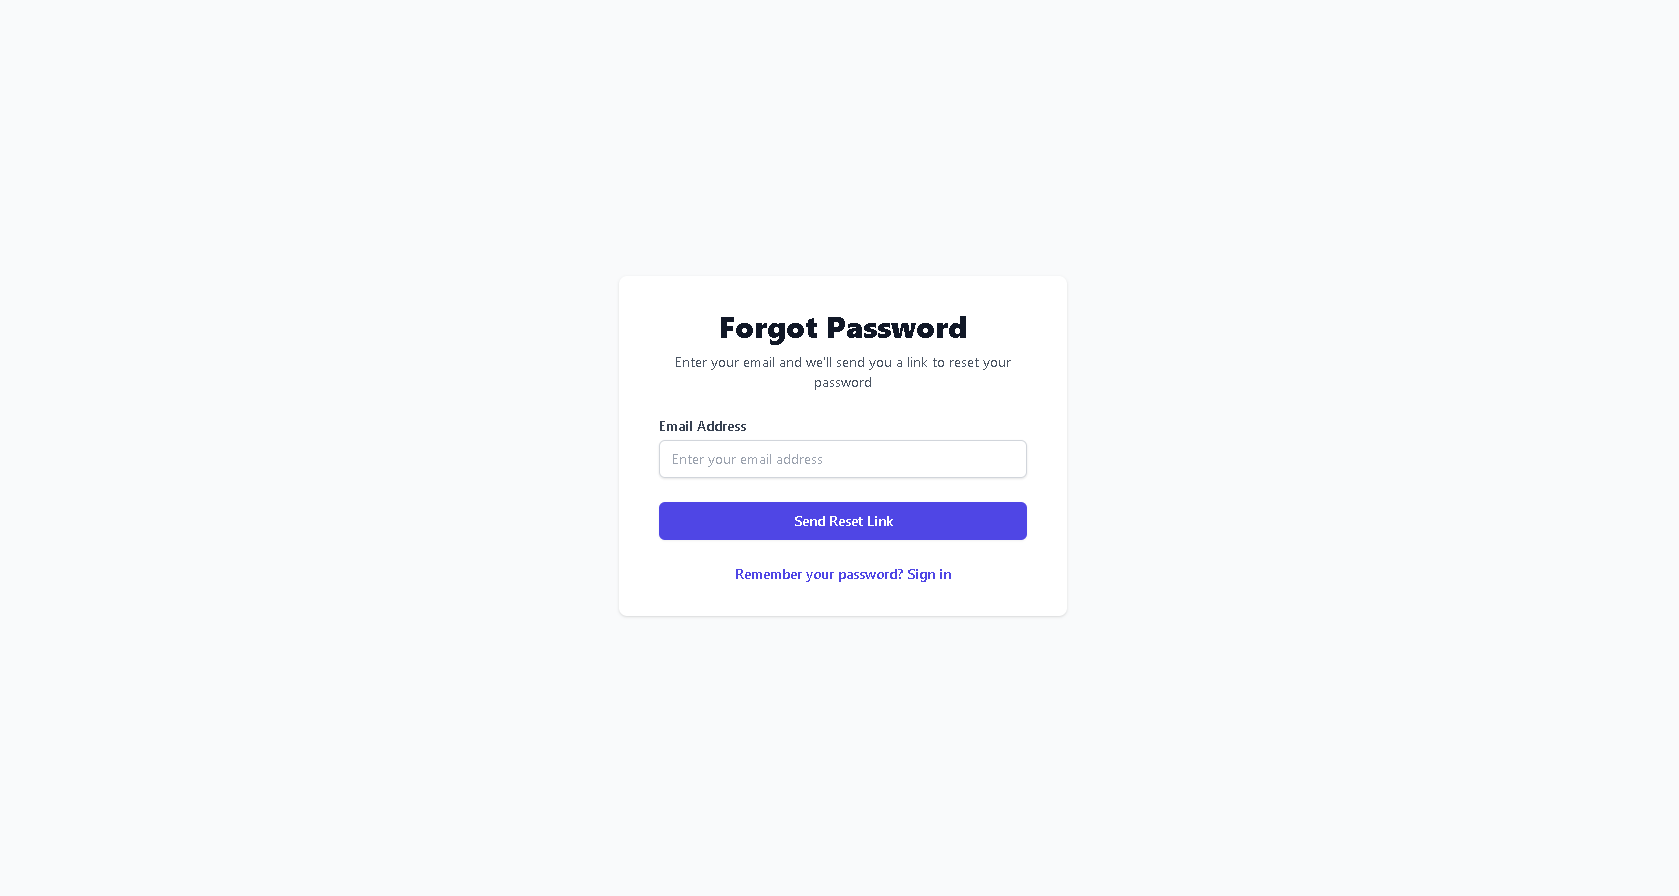 Forgot Password
Enter your email and we'll send you a link to reset your
password
Email Address
Enter your email address
Send Reset Link
Remember your password? Sign in